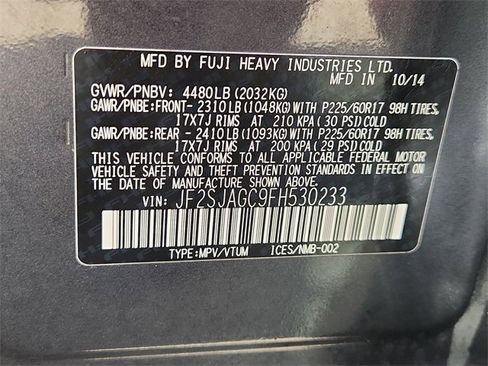 MFD BY FUJI HEAVY INDUSTRIES LTD.
MFD IN 10/14
GVWR/PNBV: 4480LB(2032KG)
GAWR/PNBE:FRONT-2310LB(1048KG)WITH P225/60R17 98H TIRES,
17X7J RIMS AT 210 KPA(30 PSI)COLD
GAWR/PNBE:REAR -2410LB(1093KG)WITH P225/60R17 98H TIRES,
17X7J RIMS AT 200 KPA(29 PSI)COLD
THIS VEHICLE CONFORMS TO ALL APPLICABLE FEDERAL MOTOR
VEHICLE SAFETY AND THEFT PREVENTION STANDARDS IN
EFFECT ON THE DATE OF MANUFACTURE SHOWN ABOVE.
VIN: JF2SJAGC9FH530233
TYPE:MPV/VTUM ICES/NMB-002